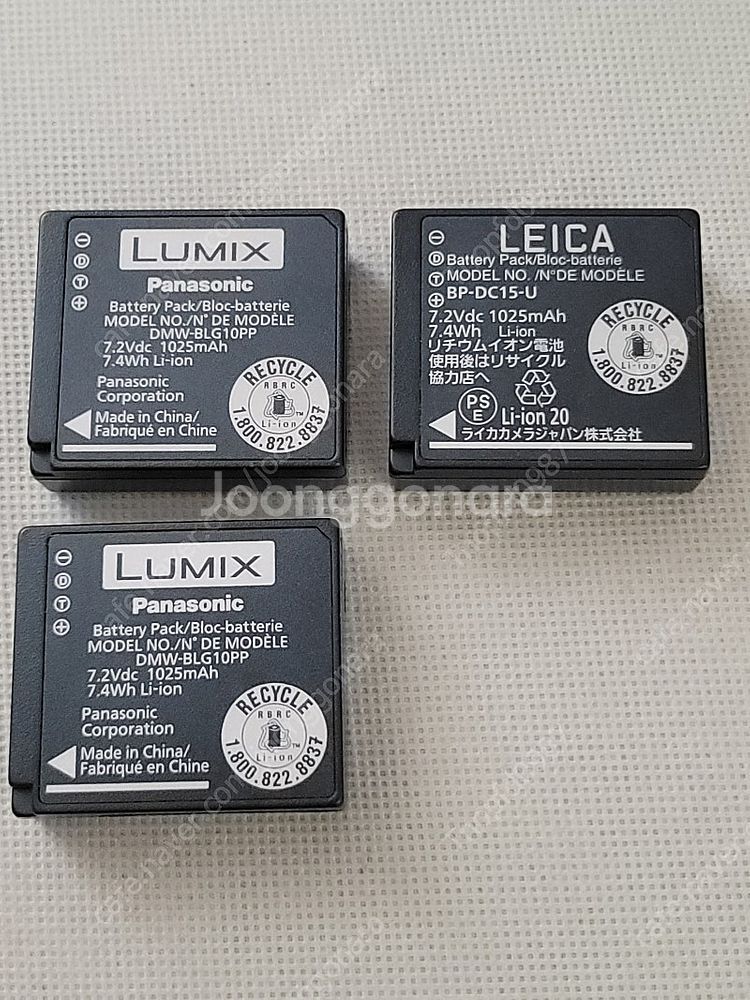 LUMIX
Panasonic
Battery Pack/Bloc-batterie
MODEL NO./N° DE MODÈLE
DMW-BLG10PP
7.2Vdc 1025mAh
7.4Wh Li-ion
Panasonic
Corporation
Made in China/
Fabriqué en Chine
D
T
RECYCLE
RBRC
Li-ion
1.800.822.8837
LEICA
Battery Pack/Bloc-batterie
MODEL NO. /N°DE MODÈLE
BP-DC15-U
7.2Vdc 1025mAh
7.4Wh Li-ion
リチウムイオン電池
使用後はリサイクル
協力店へ
PS
E
Li-ion 20
ライカカメラジャパン株式会社
D
T
RECYCLE
RBRC
Li-ion
1.800.822.8837
Joonggonara
LUMIX
Panasonic
Battery Pack/Bloc-batterie
MODEL NO./N° DE MODÈLE
DMW-BLG10PP
7.2Vdc 1025mAh
7.4Wh Li-ion
Panasonic
Corporation
Made in China/
Fabriqué en Chine
D
T
RECYCLE
RBRC
Li-ion
1.800.822.8837